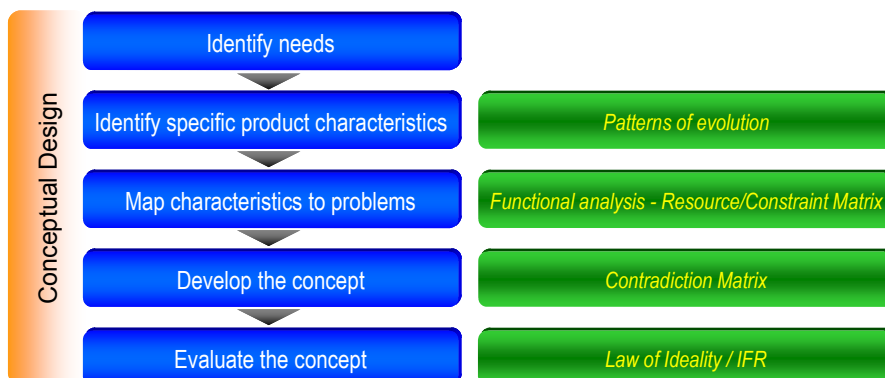 Conceptual Design
Identify needs
Identify specific product characteristics
Patterns of evolution
Map characteristics to problems
Functional analysis - Resource/Constraint Matrix
Develop the concept
Contradiction Matrix
Evaluate the concept
Law of Ideality / IFR